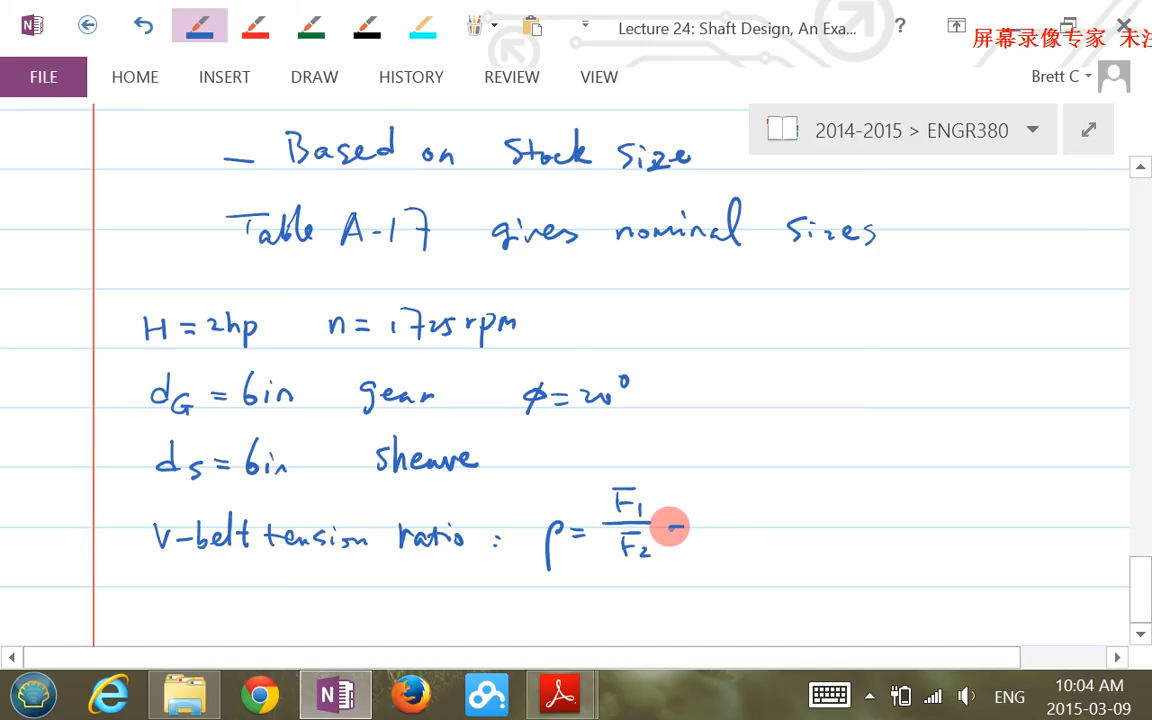 Lecture 24: Shaft Design, An Exa...
?
屏幕录像专家 未注
FILE HOME INSERT DRAW HISTORY REVIEW VIEW
Brett C
2014-2015 > ENGR380
– Based on stock size
Table A-17 gives nominal sizes
H = 2hp n = 1725 rpm
dG = 6in gear φ = 20°
ds = 6in sheave
V-belt tension ratio : ρ = F1/F2 =
ENG
10:04 AM
2015-03-09